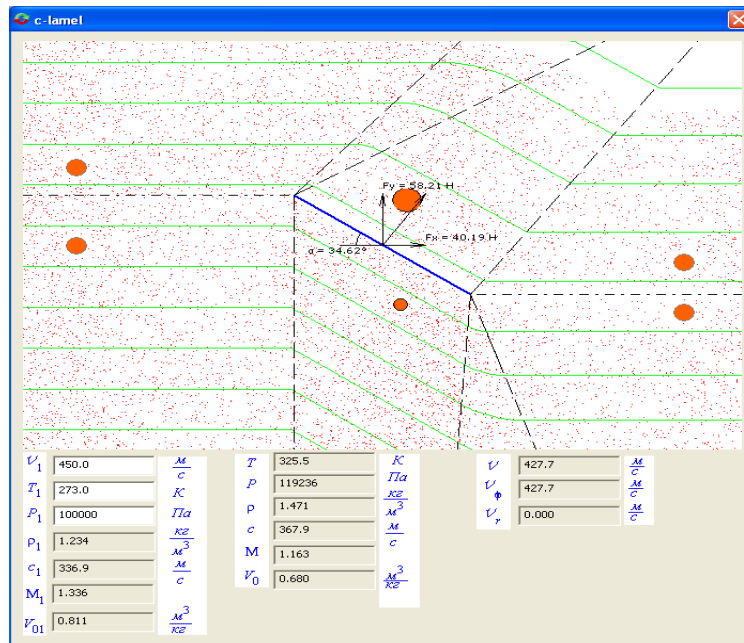 c-lamel
Fy = 58.21 H
Fx = 40.19 H
α = 34.62°
V₁ 450.0 м/с
T₁ 273.0 К
P₁ 100000 Па
ρ₁ 1.234 кг/м³
c₁ 336.9 м/с
M₁ 1.336
V₀₁ 0.811 м³/кг
T 325.5 К
P 119236 Па
ρ 1.471 кг/м³
c 367.9 м/с
M 1.163
V₀ 0.680 м³/кг
V 427.7 м/с
V_ф 427.7 м/с
V_r 0.000 м/с